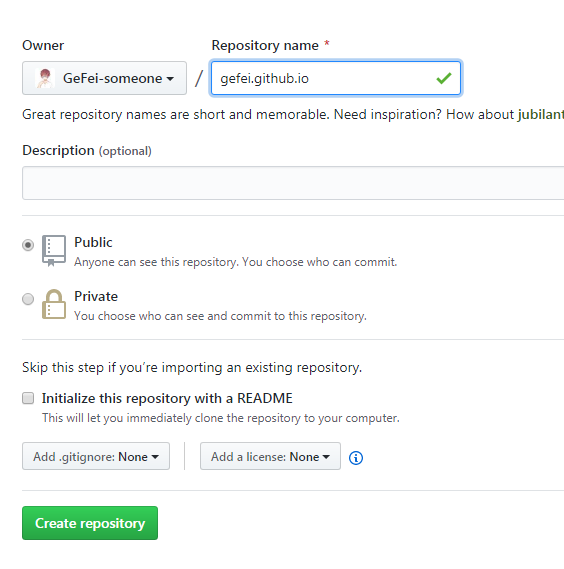 Owner
Repository name *
GeFei-someone / gefei.github.io
Great repository names are short and memorable. Need inspiration? How about jubilant
Description (optional)
Public
Anyone can see this repository. You choose who can commit.
Private
You choose who can see and commit to this repository.
Skip this step if you’re importing an existing repository.
Initialize this repository with a README
This will let you immediately clone the repository to your computer.
Add .gitignore: None
Add a license: None
Create repository